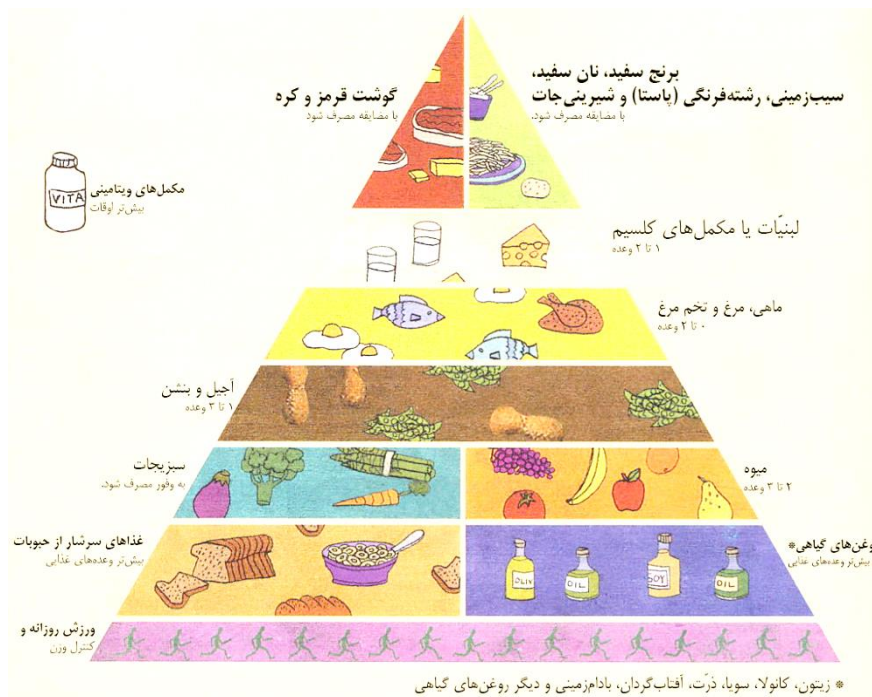 برنج سفید، نان سفید،
سیب‌زمینی، رشته‌فرنگی (پاستا) و شیرینی‌جات
با مضایقه مصرف شود.
گوشت قرمز و کره
با مضایقه مصرف شود
مکمل‌های ویتامینی
بیش‌تر اوقات
VITA
لبنیّات یا مکمل‌های کلسیم
۱ تا ۲ وعده
ماهی، مرغ و تخم مرغ
۰ تا ۲ وعده
آجیل و بنشن
۱ تا ۳ وعده
میوه
۲ تا ۳ وعده
سبزیجات
به وفور مصرف شود.
وغن‌های گیاهی*
بیش‌تر وعده‌های غذایی
غذاهای سرشار از حبوبات
بیش‌تر وعده‌های غذایی
OLIV
OIL
SOY
OIL
ورزش روزانه و
کنترل وزن
* زیتون، کانولا، سویا، ذرّت، آفتاب‌گردان، بادام‌زمینی و دیگر روغن‌های گیاهی